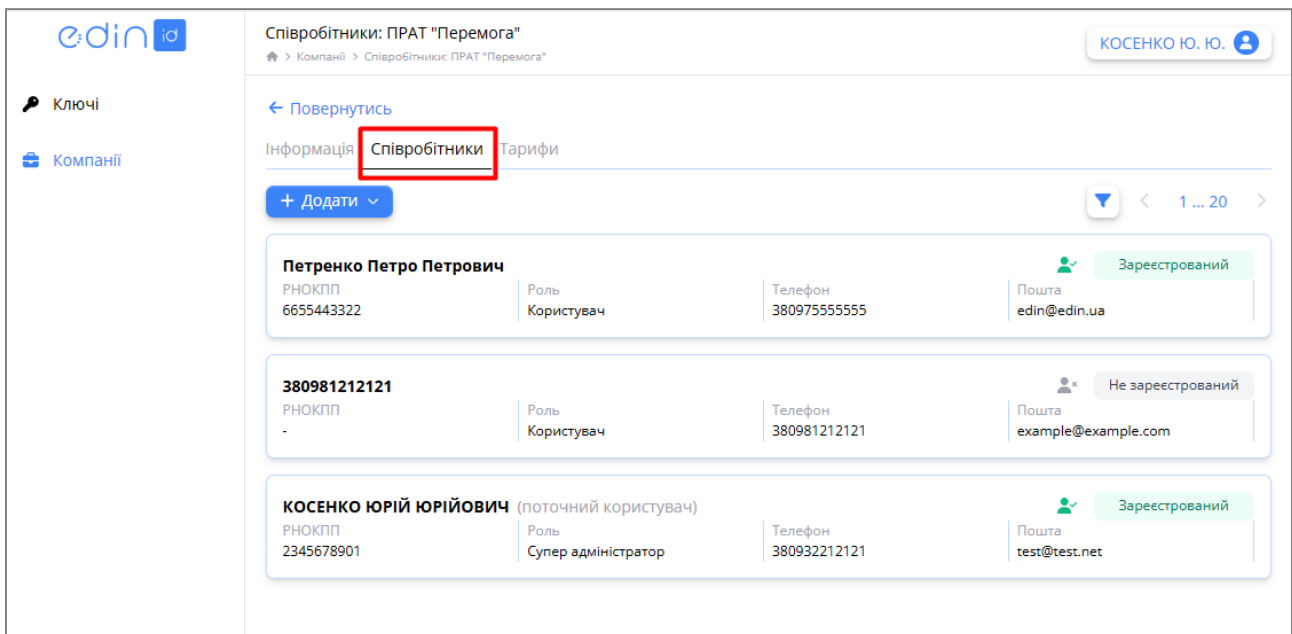 edin id
Співробітники: ПРАТ "Перемога"
Компанії > Співробітники: ПРАТ "Перемога"
КОСЕНКО Ю. Ю.
Ключі
Компанії
← Повернутись
Інформація Співробітники Тарифи
+ Додати
1 ... 20
Петренко Петро Петрович Зареєстрований
РНОКПП Роль Телефон Пошта
6655443322 Користувач 380975555555 edin@edin.ua
380981212121 Не зареєстрований
РНОКПП Роль Телефон Пошта
- Користувач 380981212121 example@example.com
КОСЕНКО ЮРІЙ ЮРІЙОВИЧ (поточний користувач) Зареєстрований
РНОКПП Роль Телефон Пошта
2345678901 Супер адміністратор 380932212121 test@test.net